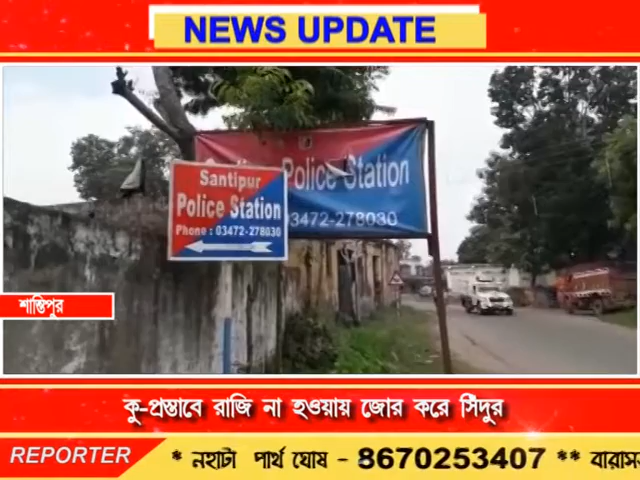 NEWS UPDATE
Police Station
03472-278030
Santipur
Police Station
Phone : 03472-278030
শান্তিপুর
কু-প্রস্তাবে রাজি না হওয়ায় জোর করে সিঁদুর
REPORTER * নহাটা পার্থ ঘোষ - 8670253407 **